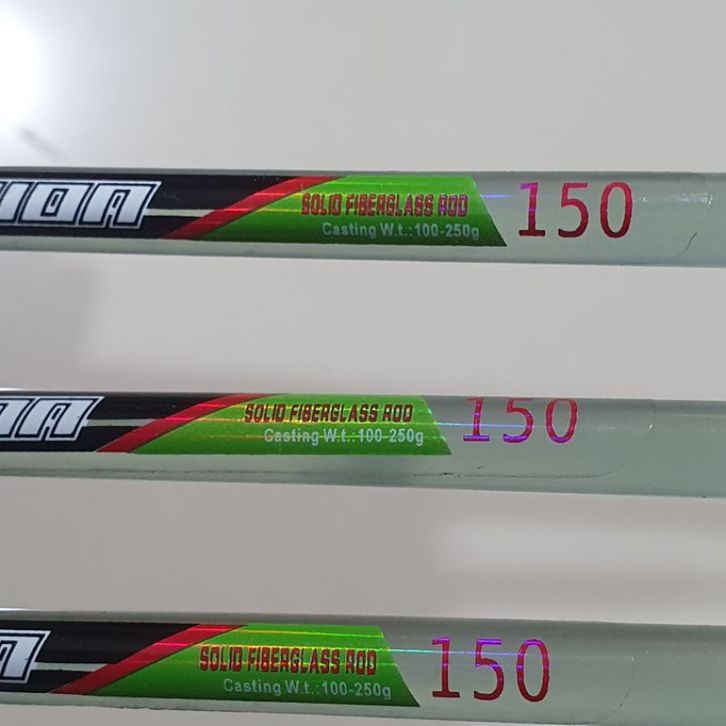 SOLID FIBERGLASS ROD
Casting W.t.:100-250g
150
SOLID FIBERGLASS ROD
Casting W.t.:100-250g
150
SOLID FIBERGLASS ROD
Casting W.t.:100-250g
150